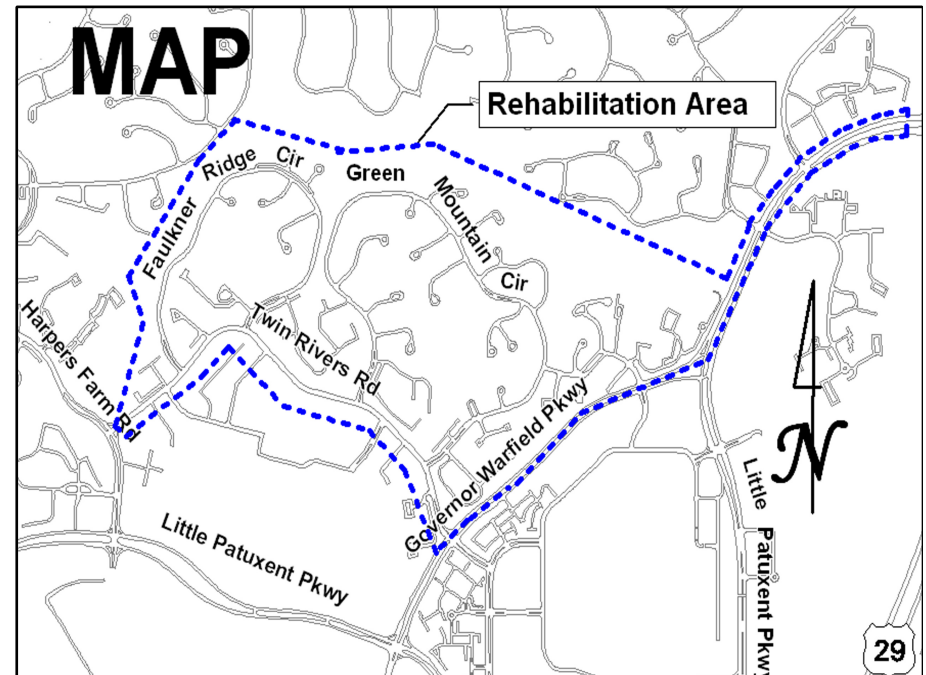 MAP
Rehabilitation Area
Faulkner Ridge Cir
Green Mountain Cir
Harpers Farm Rd
Twin Rivers Rd
Governor Warfield Pkwy
Little Patuxent Pkwy
Little Patuxent Pkwy
N
29